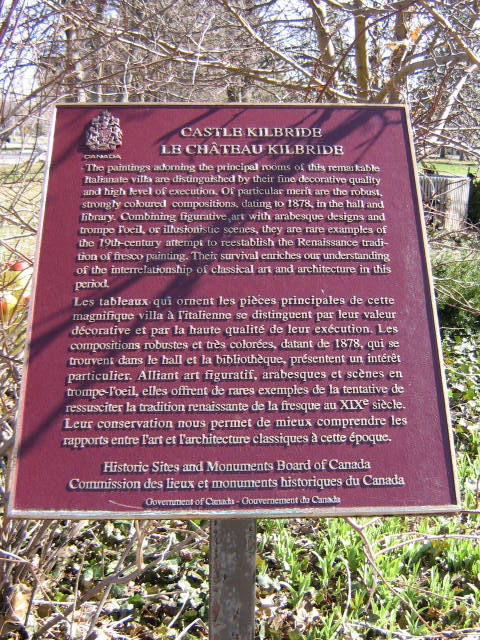 CANADA
CASTLE KILBRIDE
LE CHÂTEAU KILBRIDE
The paintings adorning the principal rooms of this remarkable
Italianate villa are distinguished by their fine decorative quality
and high level of execution. Of particular merit are the robust,
strongly coloured compositions, dating to 1878, in the hall and
library. Combining figurative art with arabesque designs and
trompe l'oeil, or illusionistic scenes, they are rare examples of
the 19th-century attempt to reestablish the Renaissance tradi-
tion of fresco painting. Their survival enriches our understanding
of the interrelationship of classical art and architecture in this
period.
Les tableaux qui ornent les pièces principales de cette
magnifique villa à l'italienne se distinguent par leur valeur
décorative et par la haute qualité de leur exécution. Les
compositions robustes et très colorées, datant de 1878, qui se
trouvent dans le hall et la bibliothèque, présentent un intérêt
particulier. Alliant art figuratif, arabesques et scènes en
trompe-l'oeil, elles offrent de rares exemples de la tentative de
ressusciter la tradition renaissante de la fresque au XIXe siècle.
Leur conservation nous permet de mieux comprendre les
rapports entre l'art et l'architecture classiques à cette époque.
Historic Sites and Monuments Board of Canada
Commission des lieux et monuments historiques du Canada
Government of Canada - Gouvernement du Canada